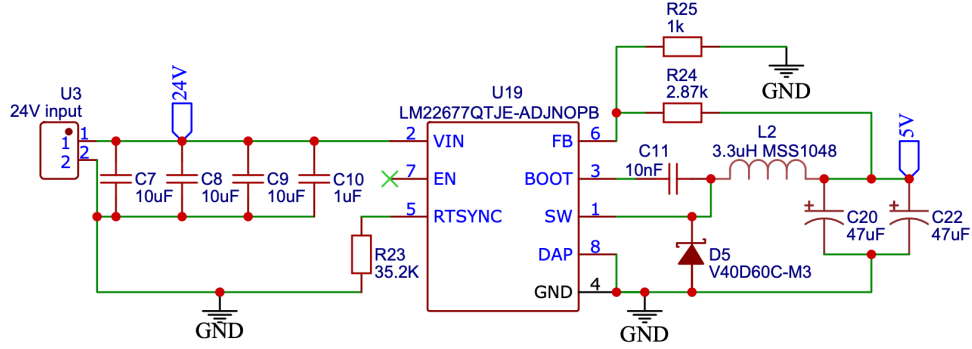 R25
1k
GND
R24
2.87k
U3
24V input
1
1
2
2
24V
C7
10uF
C8
10uF
C9
10uF
C10
1uF
R23
35.2K
GND
U19
LM22677QTJE-ADJNOPB
2
VIN
FB
6
7
EN
BOOT
3
5
RTSYNC
SW
1
DAP
8
GND
4
C11
10nF
L2
3.3uH MSS1048
5V
D5
V40D60C-M3
GND
+
C20
47uF
+
C22
47uF